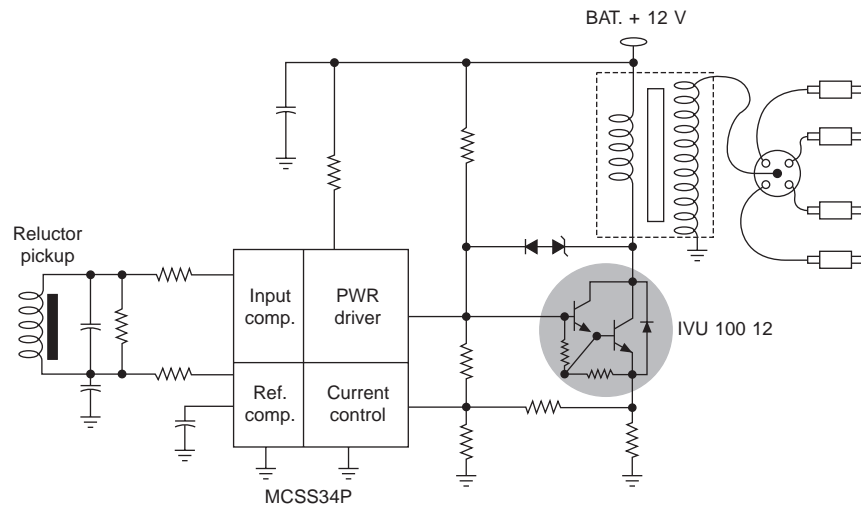 BAT. + 12 V
Reluctor
pickup
Input
comp.
PWR
driver
IVU 100 12
Ref.
comp.
Current
control
MCSS34P